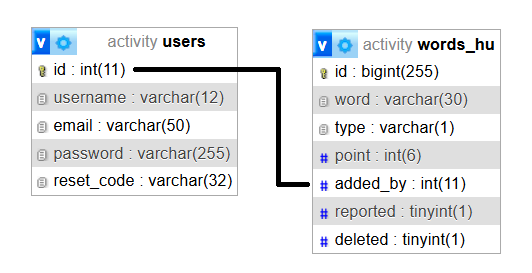 v activity users
id : int(11)
username : varchar(12)
email : varchar(50)
password : varchar(255)
reset_code : varchar(32)
v activity words_hu
id : bigint(255)
word : varchar(30)
type : varchar(1)
# point : int(6)
# added_by : int(11)
# reported : tinyint(1)
# deleted : tinyint(1)